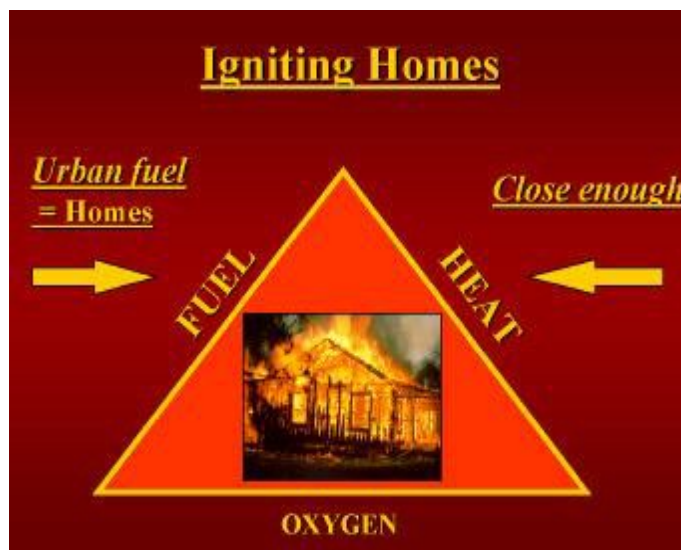 Igniting Homes
Urban fuel
= Homes
Close enough
FUEL
HEAT
OXYGEN